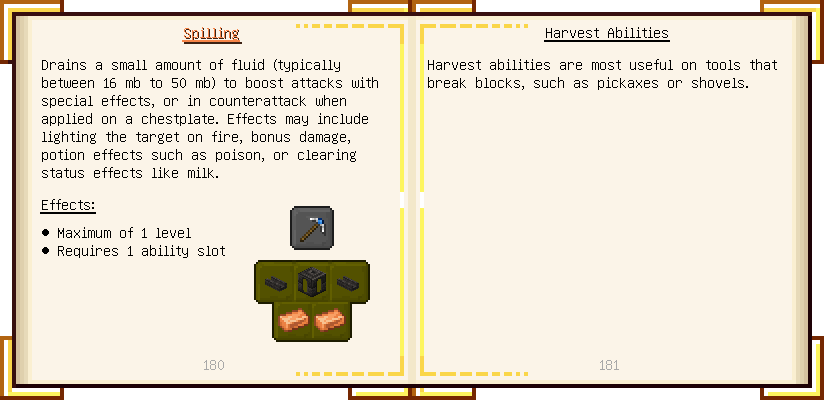 Spilling
Drains a small amount of fluid (typically
between 16 mb to 50 mb) to boost attacks with
special effects, or in counterattack when
applied on a chestplate. Effects may include
lighting the target on fire, bonus damage,
potion effects such as poison, or clearing
status effects like milk.
Effects:
● Maximum of 1 level
● Requires 1 ability slot
180
Harvest Abilities
Harvest abilities are most useful on tools that
break blocks, such as pickaxes or shovels.
181